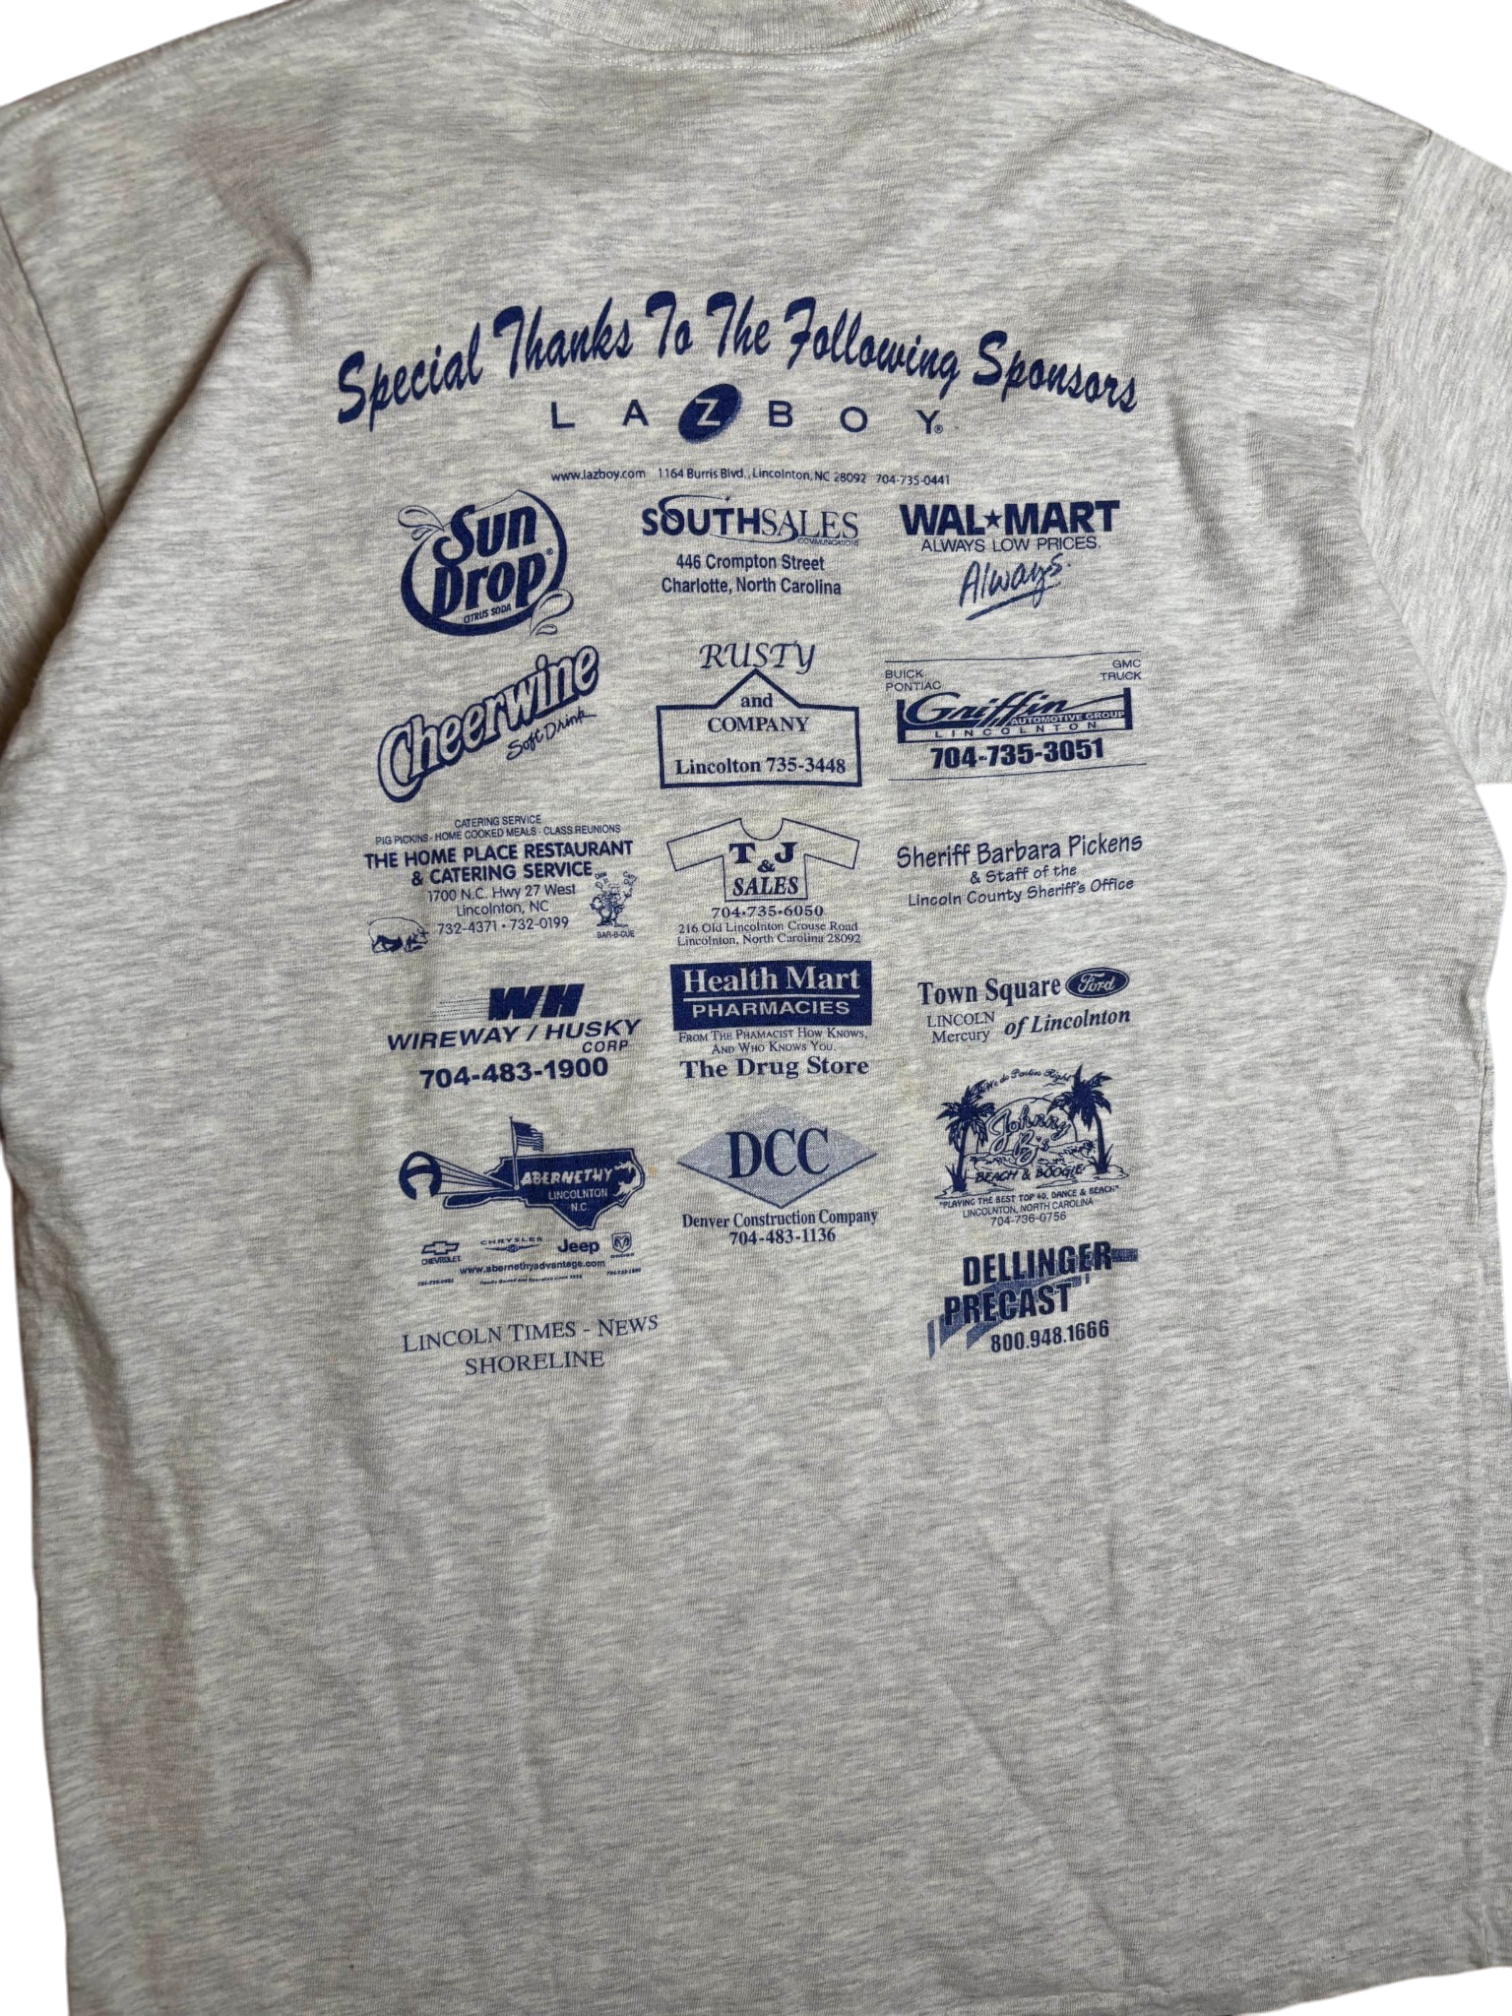 Special Thanks To The Following Sponsors
LAZBOY®
www.lazboy.com 1164 Burris Blvd., Lincolnton, NC 28092 704-735-0441
Sun
Drop®
CITRUS SODA
SOUTHSALES
COMMUNICATIONS
446 Crompton Street
Charlotte, North Carolina
WAL★MART
ALWAYS LOW PRICES.
Always.
Cheerwine
Soft Drink
RUSTY
and
COMPANY
Lincolton 735-3448
BUICK
PONTIAC
GMC
TRUCK
Griffin
AUTOMOTIVE GROUP
LINCOLNTON
704-735-3051
CATERING SERVICE
PIG PICKINS - HOME COOKED MEALS - CLASS REUNIONS
THE HOME PLACE RESTAURANT
& CATERING SERVICE
1700 N.C. Hwy 27 West
Lincolnton, NC
732-4371 • 732-0199
BAR-B-CUE
T & J
SALES
704•735•6050
216 Old Lincolnton Crouse Road
Lincolnton, North Carolina 28092
Sheriff Barbara Pickens
& Staff of the
Lincoln County Sheriff's Office
WH
WIREWAY / HUSKY
CORP
704-483-1900
Health Mart
PHARMACIES
FROM THE PHAMACIST HOW KNOWS,
AND WHO KNOWS YOU.
The Drug Store
Town Square Ford
LINCOLN
Mercury of Lincolnton
ABERNETHY
LINCOLNTON
N.C.
CHEVROLET
CHRYSLER
Jeep
www.abernethyadvantage.com
DCC
Denver Construction Company
704-483-1136
Johnny
B's
BEACH & BOOGIE
"PLAYING THE BEST TOP 40, DANCE & BEACH"
LINCOLNTON, NORTH CAROLINA
704-736-0756
LINCOLN TIMES - NEWS
SHORELINE
DELLINGER
PRECAST
800.948.1666